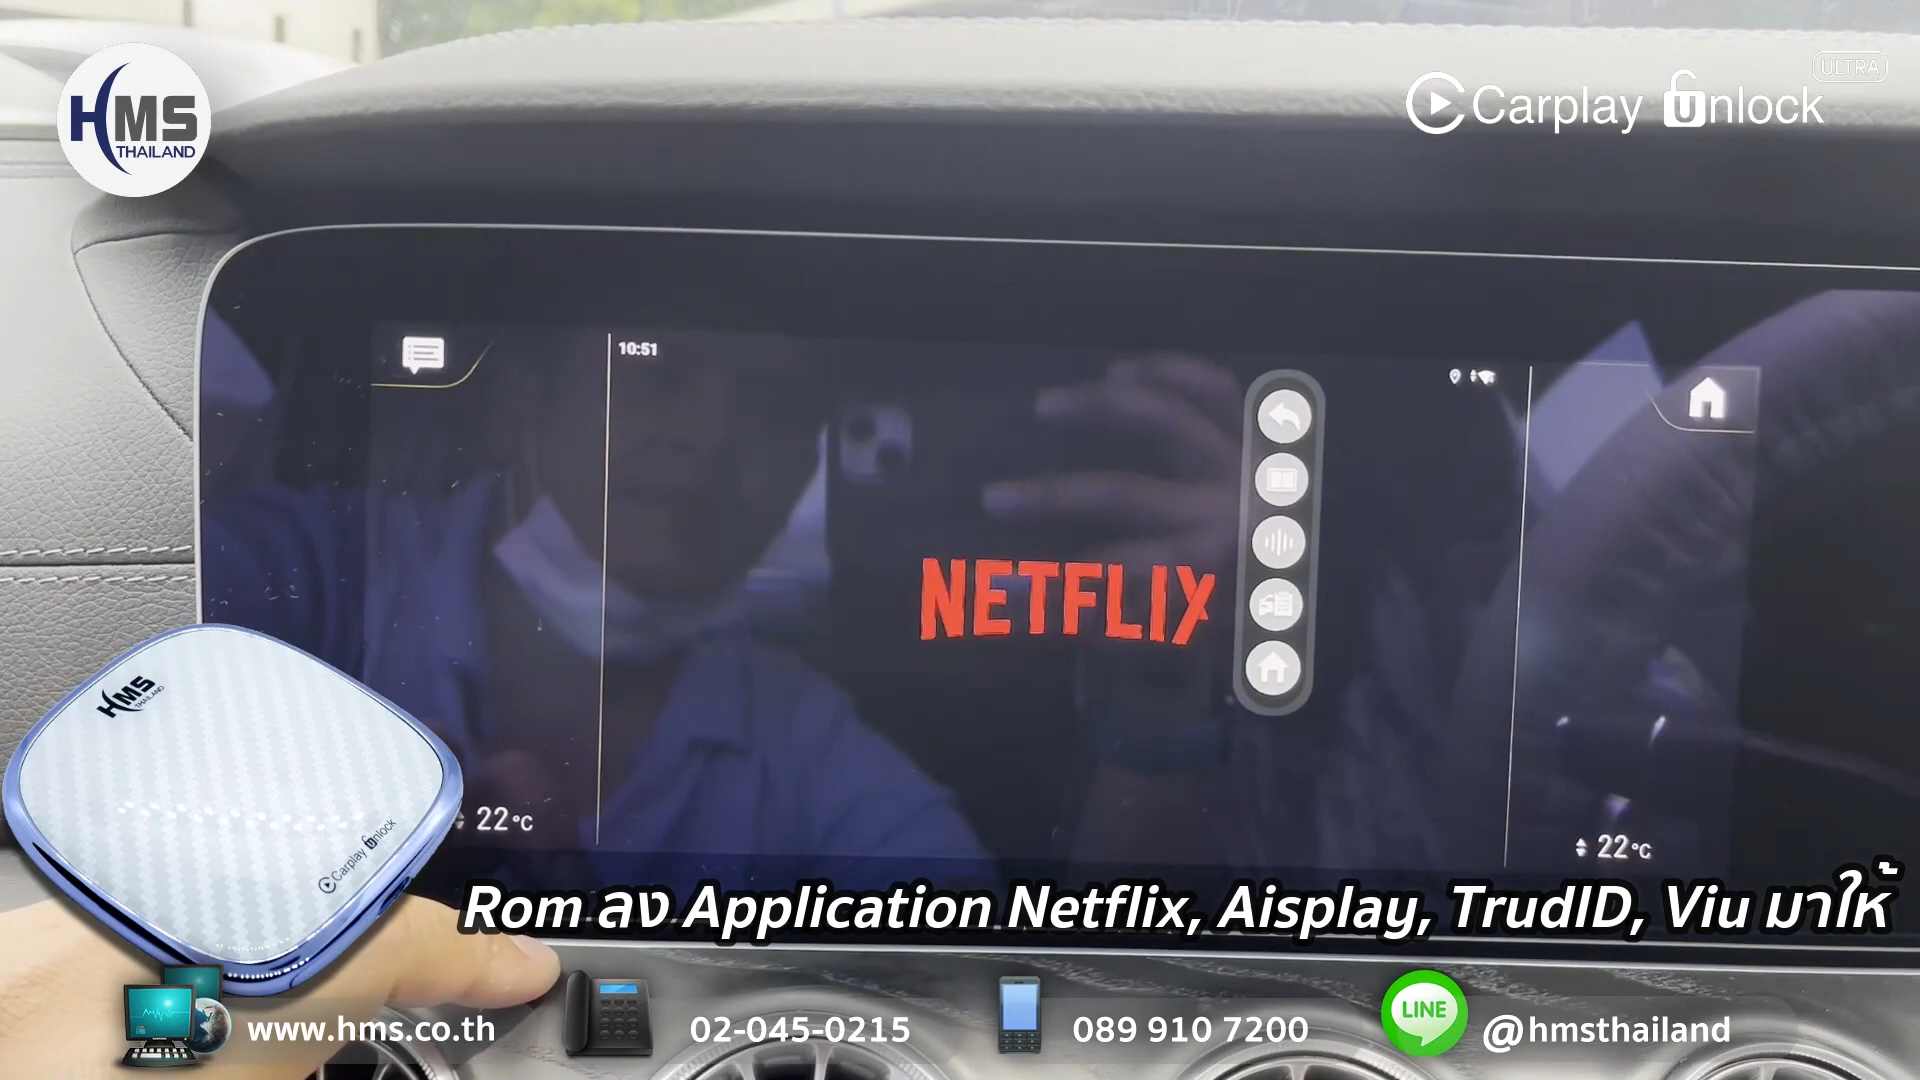 HMS
THAILAND
Carplay Unlock
ULTRA
10:51
NETFLIX
HMS
THAILAND
Carplay Unlock
22°C
22°C
Rom ลง Application Netflix, Aisplay, TrudID, Viu มาให้
www.hms.co.th
02-045-0215
089 910 7200
LINE
@hmsthailand